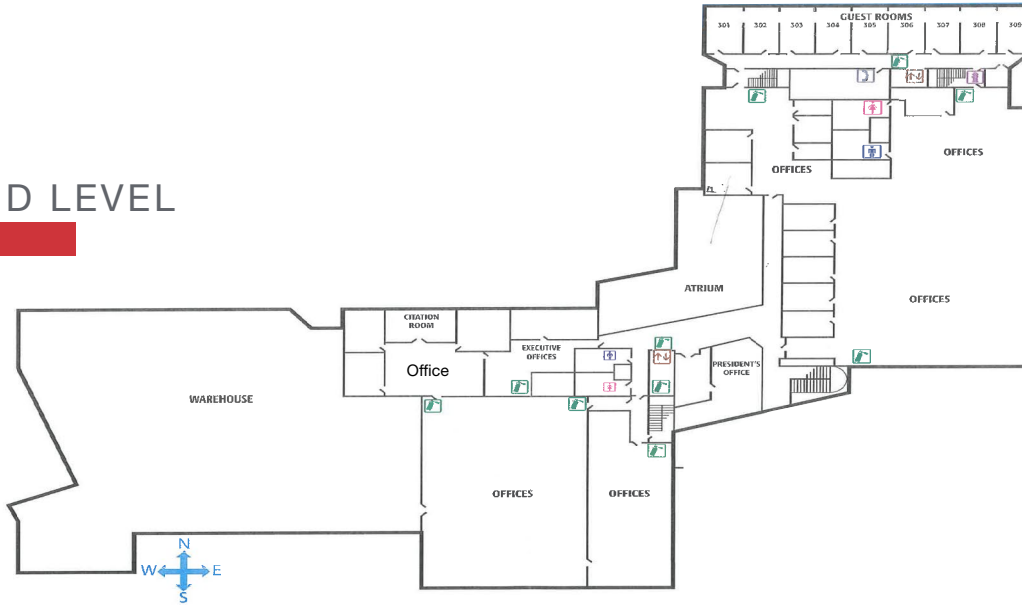 GUEST ROOMS
301 302 303 304 305 306 307 308 309
OFFICES
OFFICES
D LEVEL
ATRIUM
OFFICES
CITATION
ROOM
EXECUTIVE
OFFICES
Office
PRESIDENT'S
OFFICE
WAREHOUSE
OFFICES
OFFICES
N
W E
S